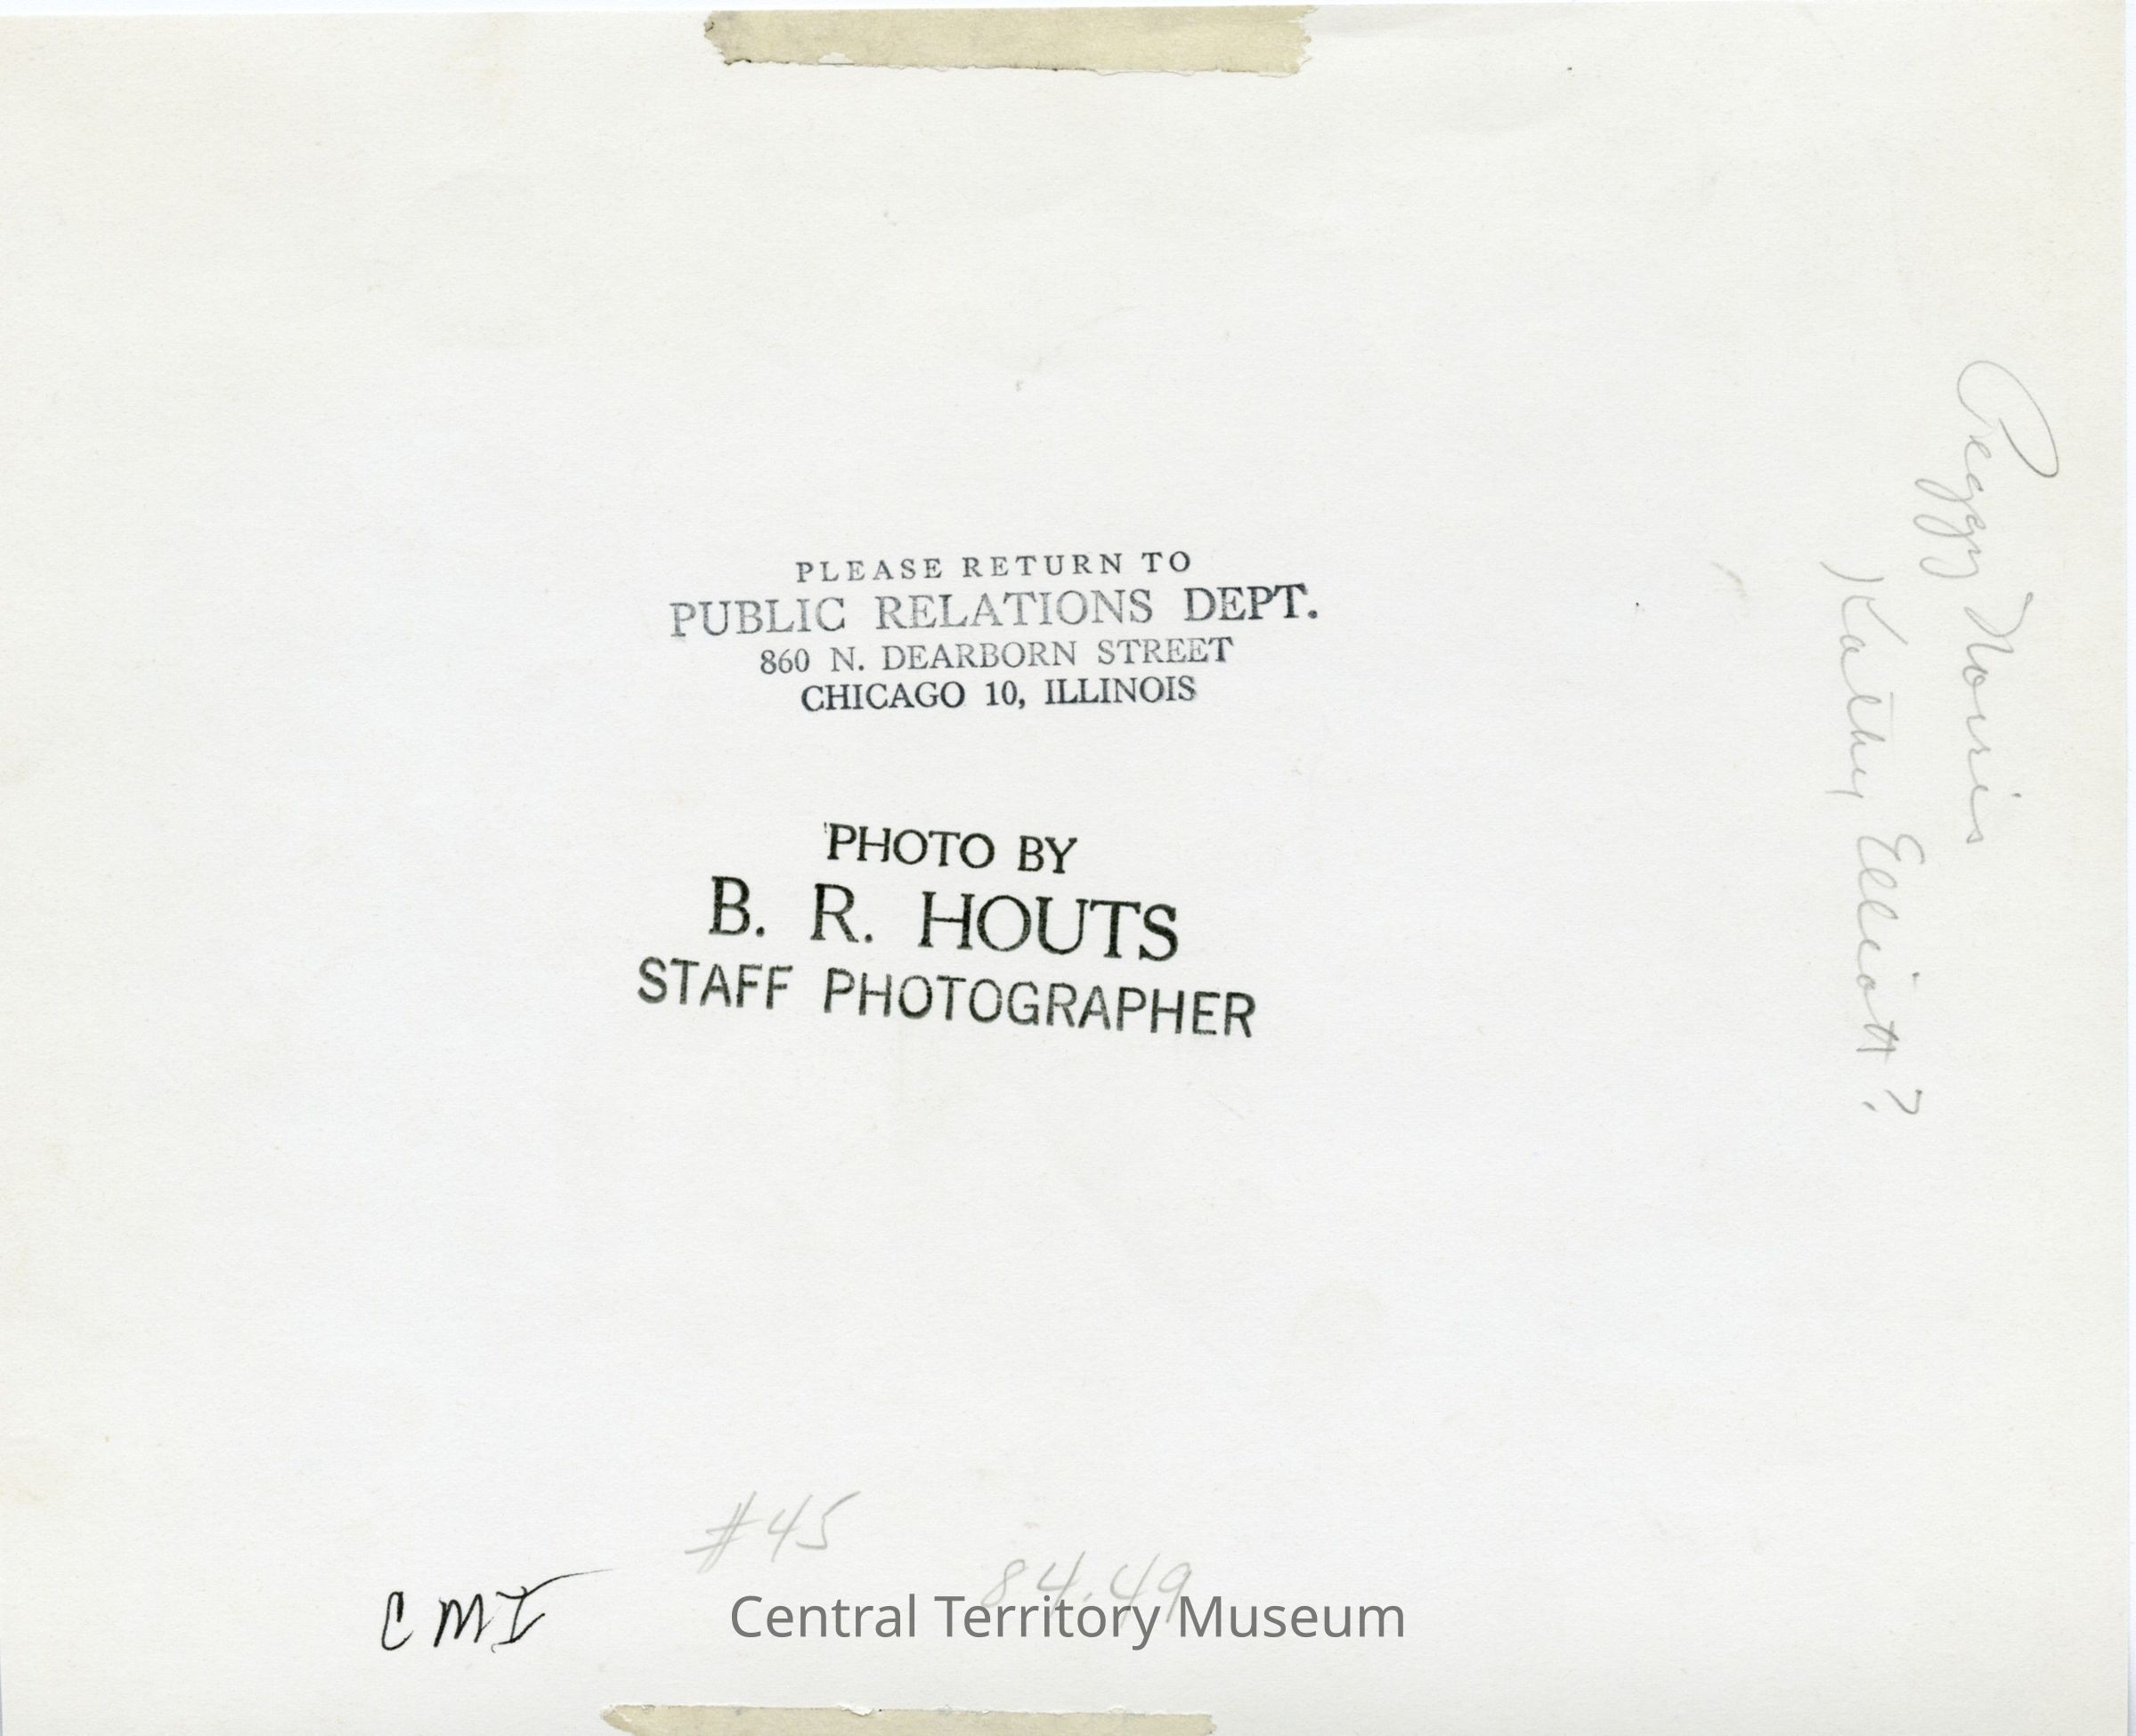 PLEASE RETURN TO
PUBLIC RELATIONS DEPT.
860 N. DEARBORN STREET
CHICAGO 10, ILLINOIS
PHOTO BY
B. R. HOUTS
STAFF PHOTOGRAPHER
Peggy Morris
Kathy Elliott?
#45
84.49
CMI
Central Territory Museum